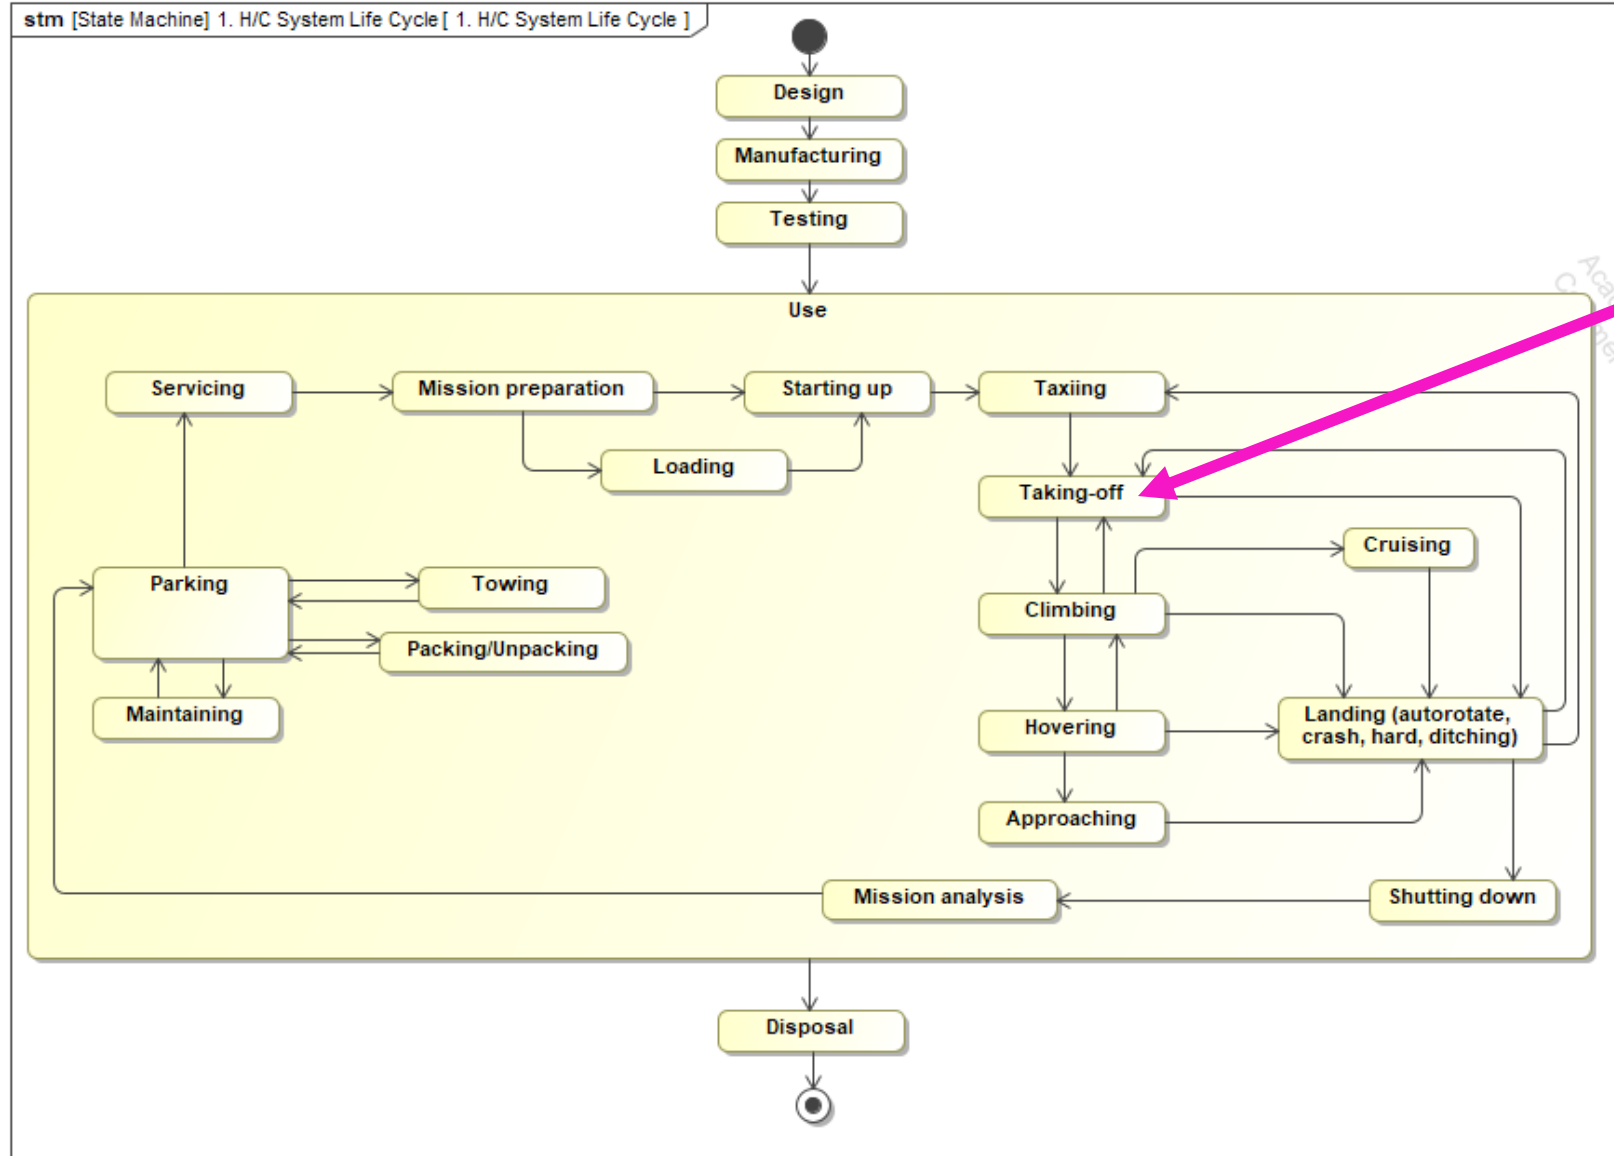 stm [State Machine] 1. H/C System Life Cycle [ 1. H/C System Life Cycle ]
Design
Manufacturing
Testing
Use
Servicing
Mission preparation
Starting up
Taxiing
Loading
Taking-off
Cruising
Parking
Towing
Climbing
Packing/Unpacking
Maintaining
Hovering
Landing (autorotate,
crash, hard, ditching)
Approaching
Mission analysis
Shutting down
Disposal